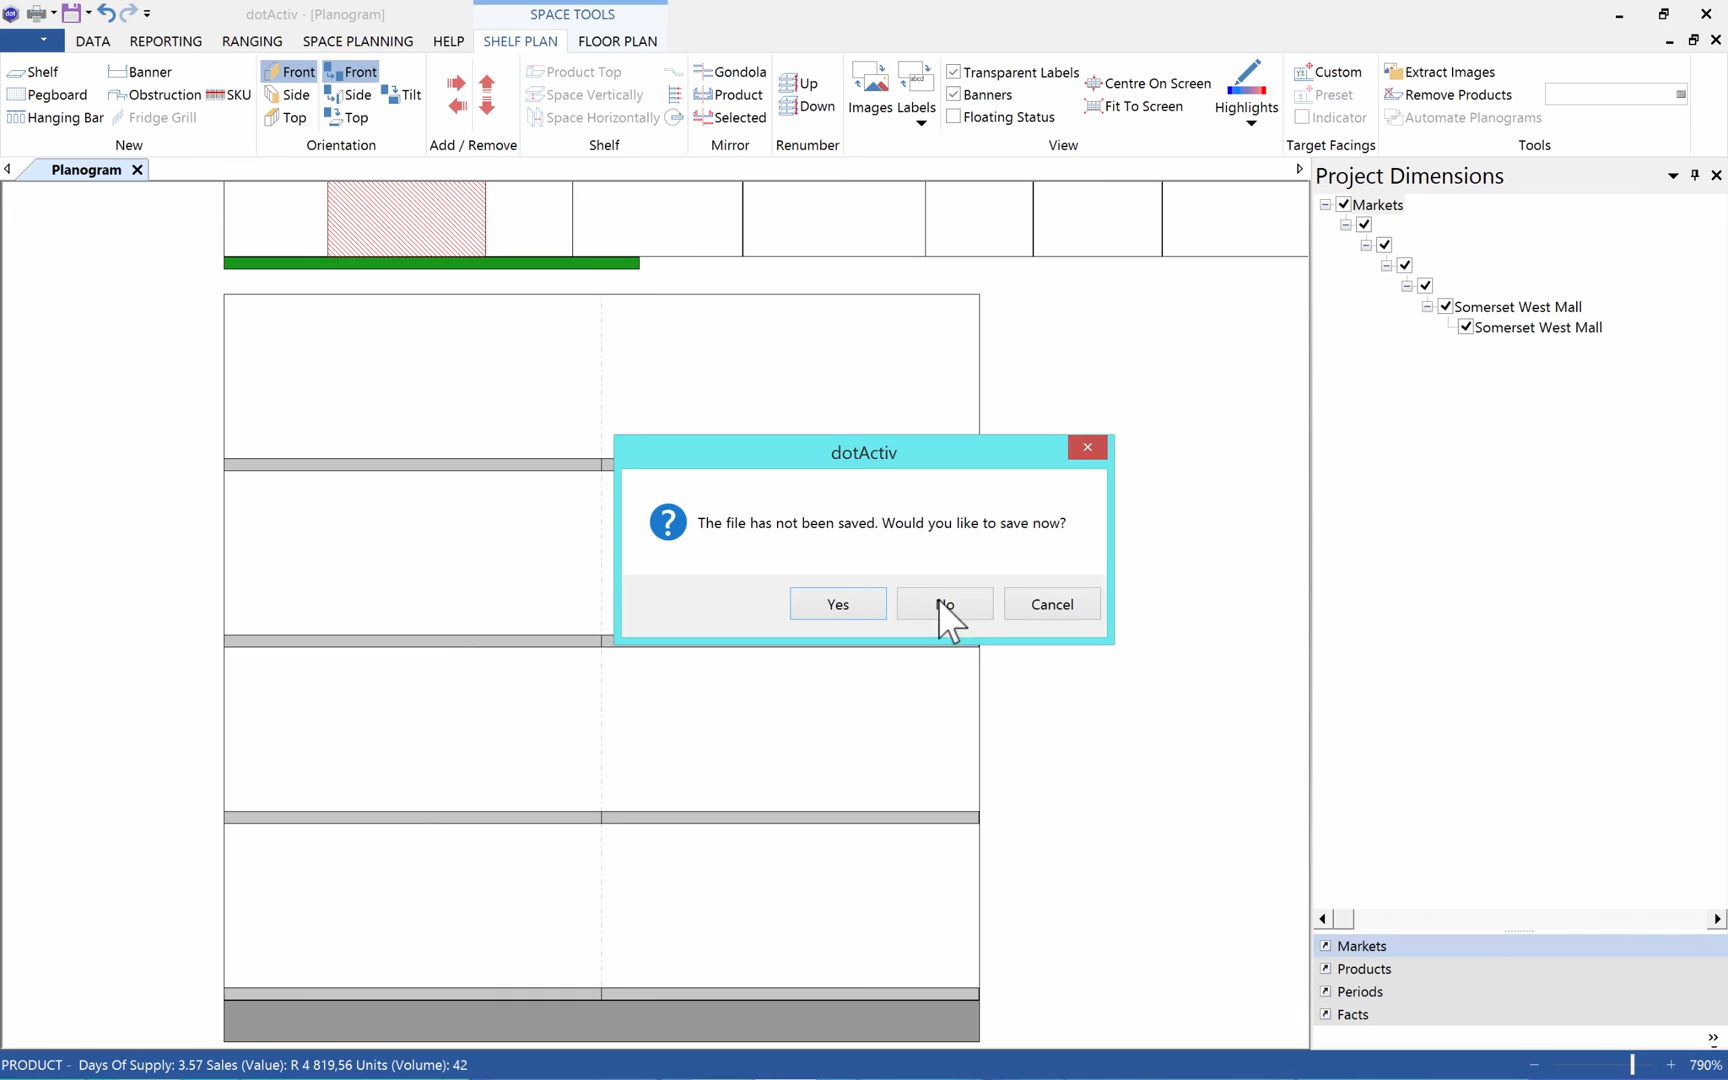 dotActiv - [Planogram]
SPACE TOOLS
DATA REPORTING RANGING SPACE PLANNING HELP SHELF PLAN FLOOR PLAN
Shelf Banner
Pegboard Obstruction SKU
Hanging Bar Fridge Grill
New
Front Front
Side Side Tilt
Top Top
Orientation
Add / Remove
Product Top
Space Vertically
Space Horizontally
Shelf
Gondola
Product
Selected
Mirror
Up
Down
Renumber
Images Labels
abcd
Transparent Labels
Banners
Floating Status
Centre On Screen
Fit To Screen
Highlights
View
Custom
Preset
Indicator
Target Facings
Extract Images
Remove Products
Automate Planograms
Tools
Planogram
Project Dimensions
Markets
Somerset West Mall
Somerset West Mall
dotActiv
The file has not been saved. Would you like to save now?
Yes No Cancel
Markets
Products
Periods
Facts
PRODUCT - Days Of Supply: 3.57 Sales (Value): R 4 819,56 Units (Volume): 42
790%